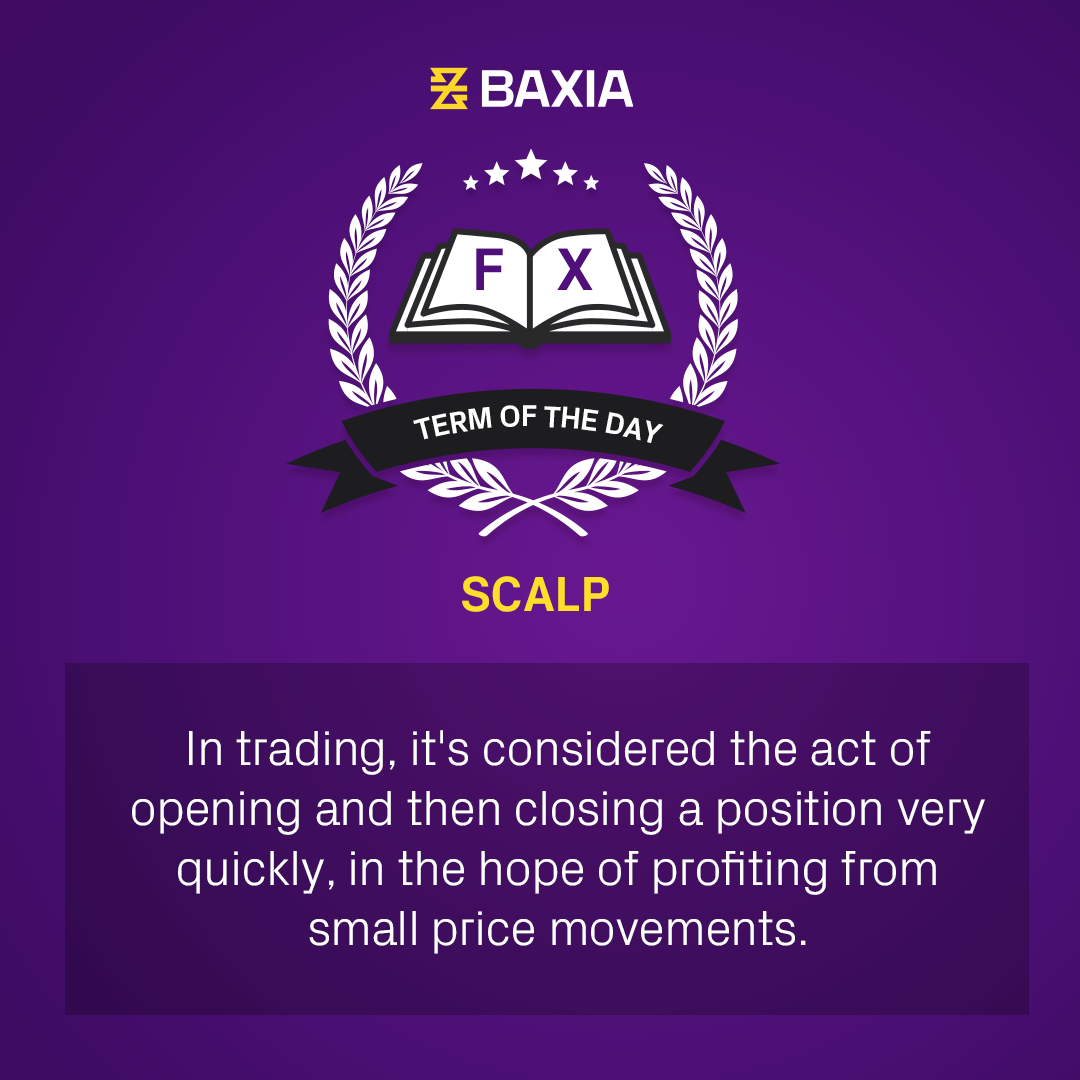 BAXIA
F X
TERM OF THE DAY
SCALP
In trading, it's considered the act of
opening and then closing a position very
quickly, in the hope of profiting from
small price movements.